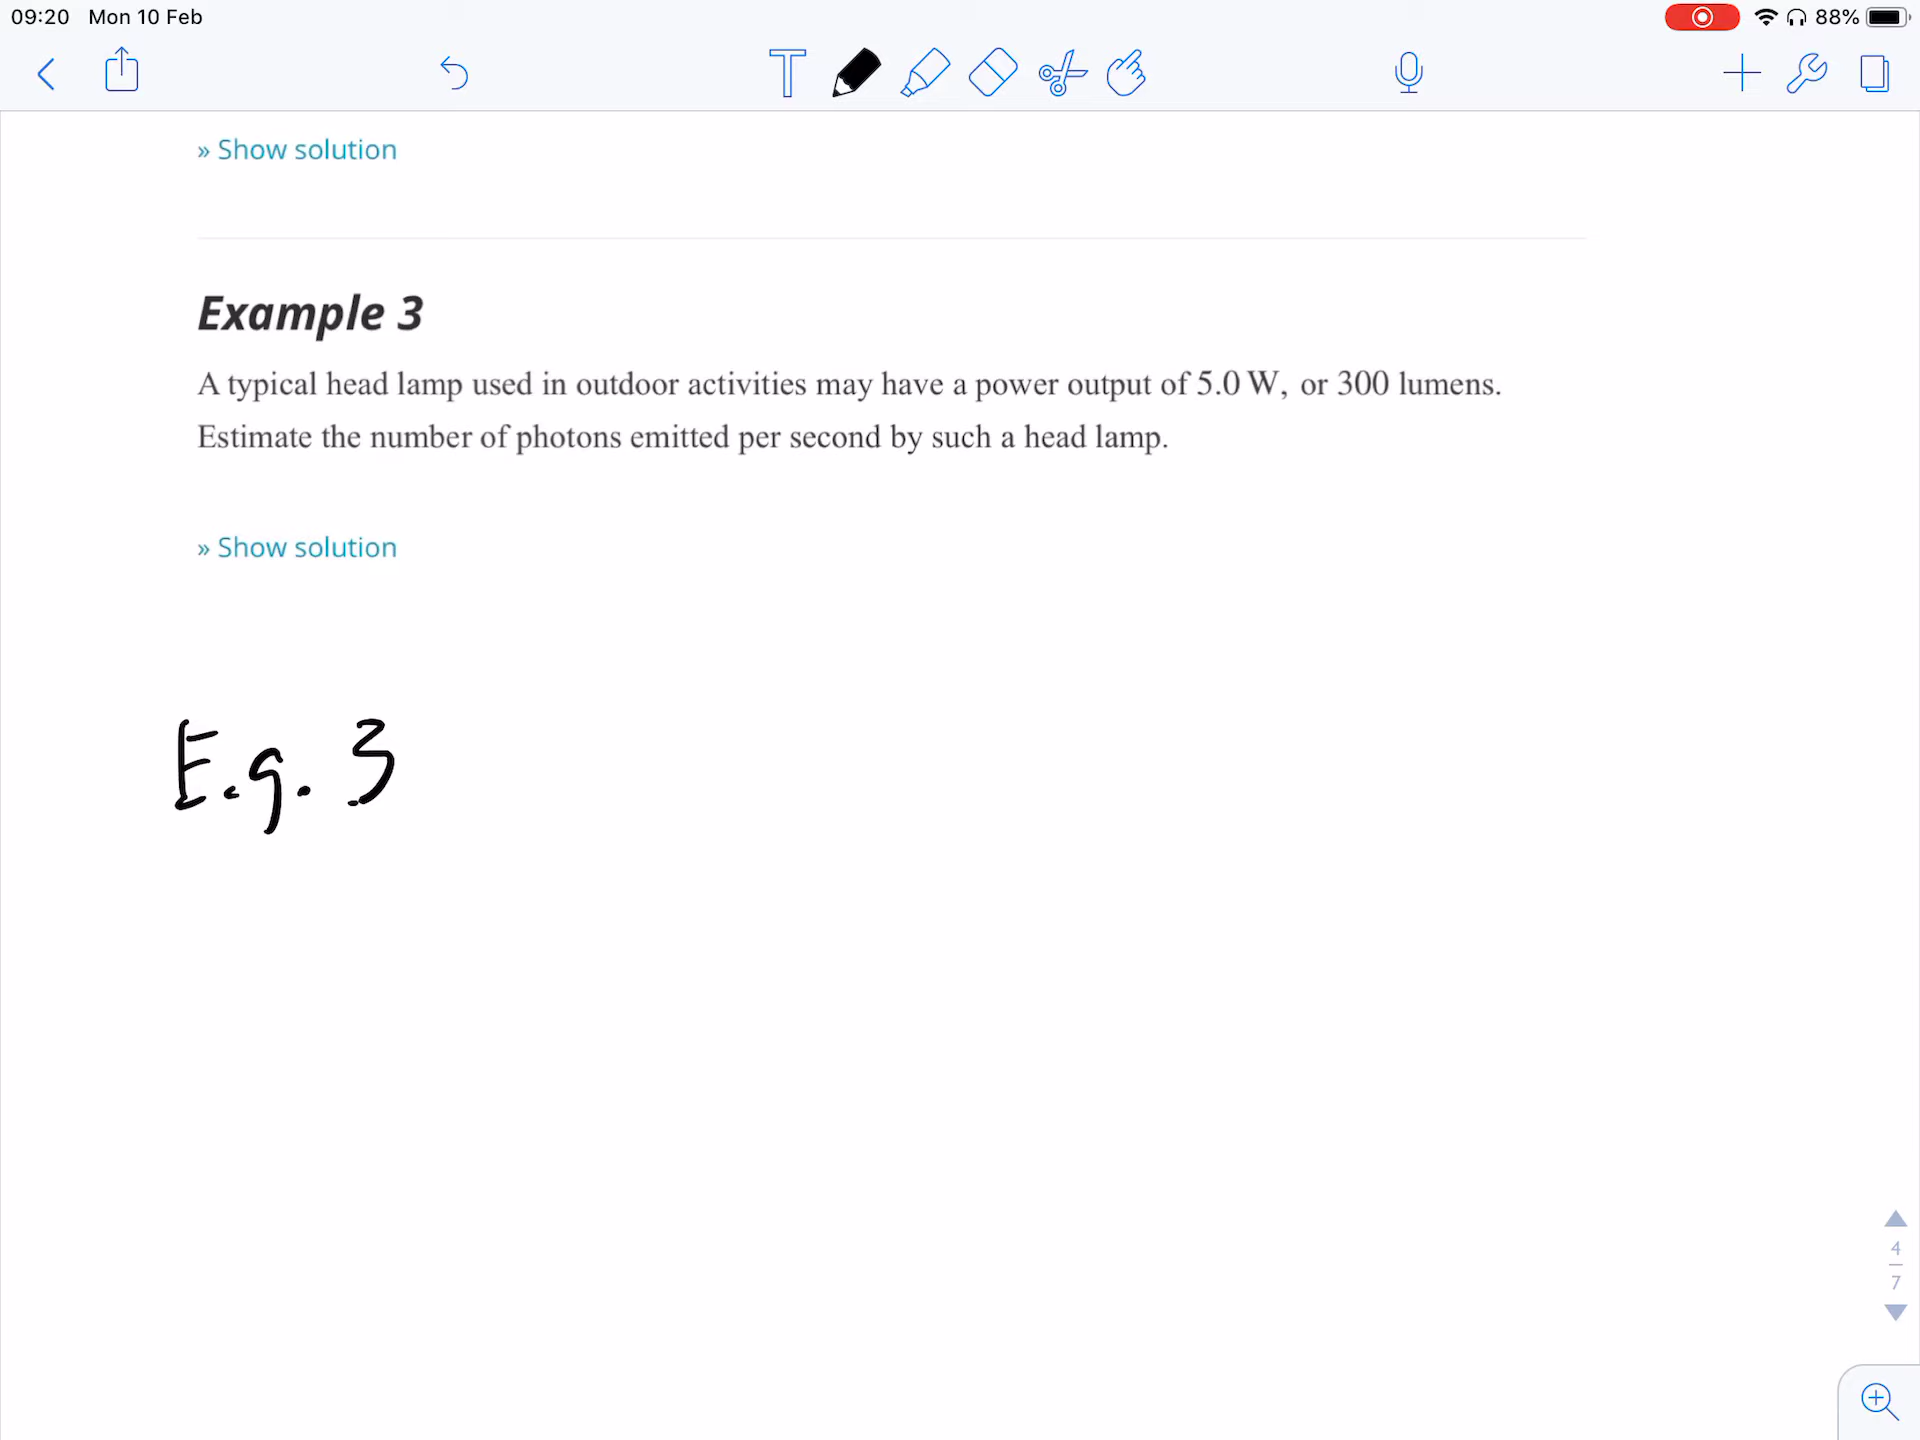 09:20 Mon 10 Feb 88%
T
» Show solution
Example 3
A typical head lamp used in outdoor activities may have a power output of 5.0 W, or 300 lumens.
Estimate the number of photons emitted per second by such a head lamp.
» Show solution
E.g. 3
4
7